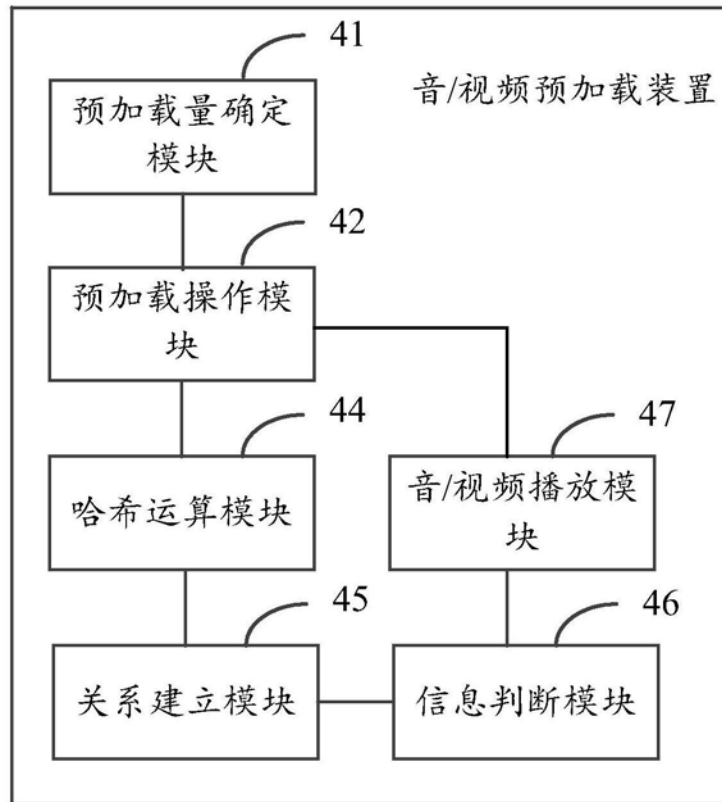 41
音/视频预加载装置
预加载量确定
模块
42
预加载操作模
块
44
哈希运算模块
47
音/视频播放模
块
45
关系建立模块
46
信息判断模块